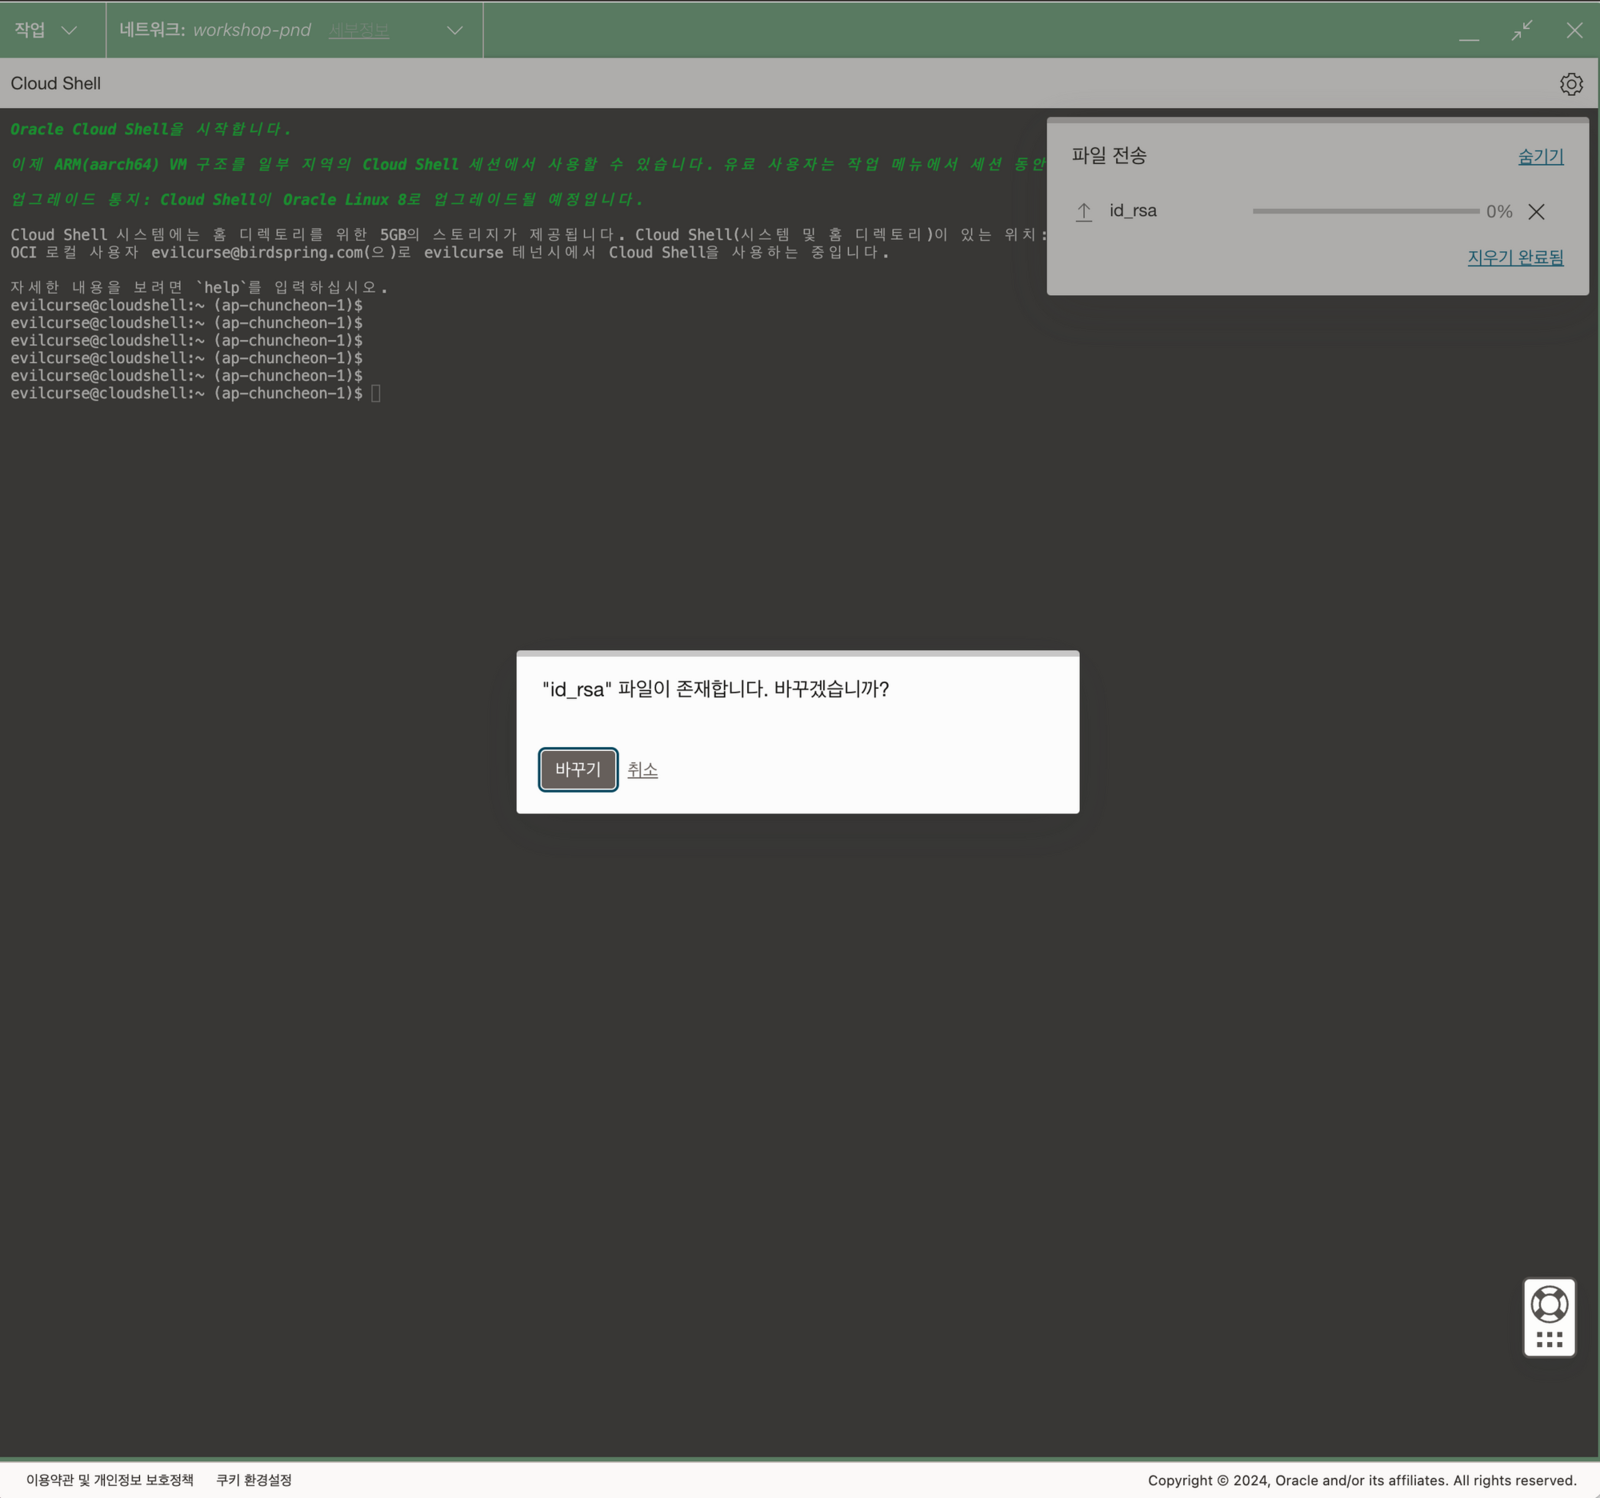 작업
네트워크: workshop-pnd 세부정보
Cloud Shell
Oracle Cloud Shell을 시작합니다.
이제 ARM(aarch64) VM 구조를 일부 지역의 Cloud Shell 세션에서 사용할 수 있습니다. 유료 사용자는 작업 메뉴에서 세션 동안
업그레이드 통지: Cloud Shell이 Oracle Linux 8로 업그레이드될 예정입니다.
Cloud Shell 시스템에는 홈 디렉토리를 위한 5GB의 스토리지가 제공됩니다. Cloud Shell(시스템 및 홈 디렉토리)이 있는 위치:
OCI 로컬 사용자 evilcurse@birdspring.com(으)로 evilcurse 테넌시에서 Cloud Shell을 사용하는 중입니다.
자세한 내용을 보려면 `help`를 입력하십시오.
evilcurse@cloudshell:~ (ap-chuncheon-1)$
evilcurse@cloudshell:~ (ap-chuncheon-1)$
evilcurse@cloudshell:~ (ap-chuncheon-1)$
evilcurse@cloudshell:~ (ap-chuncheon-1)$
evilcurse@cloudshell:~ (ap-chuncheon-1)$
evilcurse@cloudshell:~ (ap-chuncheon-1)$
파일 전송 숨기기
id_rsa 0%
지우기 완료됨
"id_rsa" 파일이 존재합니다. 바꾸겠습니까?
바꾸기 취소
이용약관 및 개인정보 보호정책 쿠키 환경설정
Copyright © 2024, Oracle and/or its affiliates. All rights reserved.